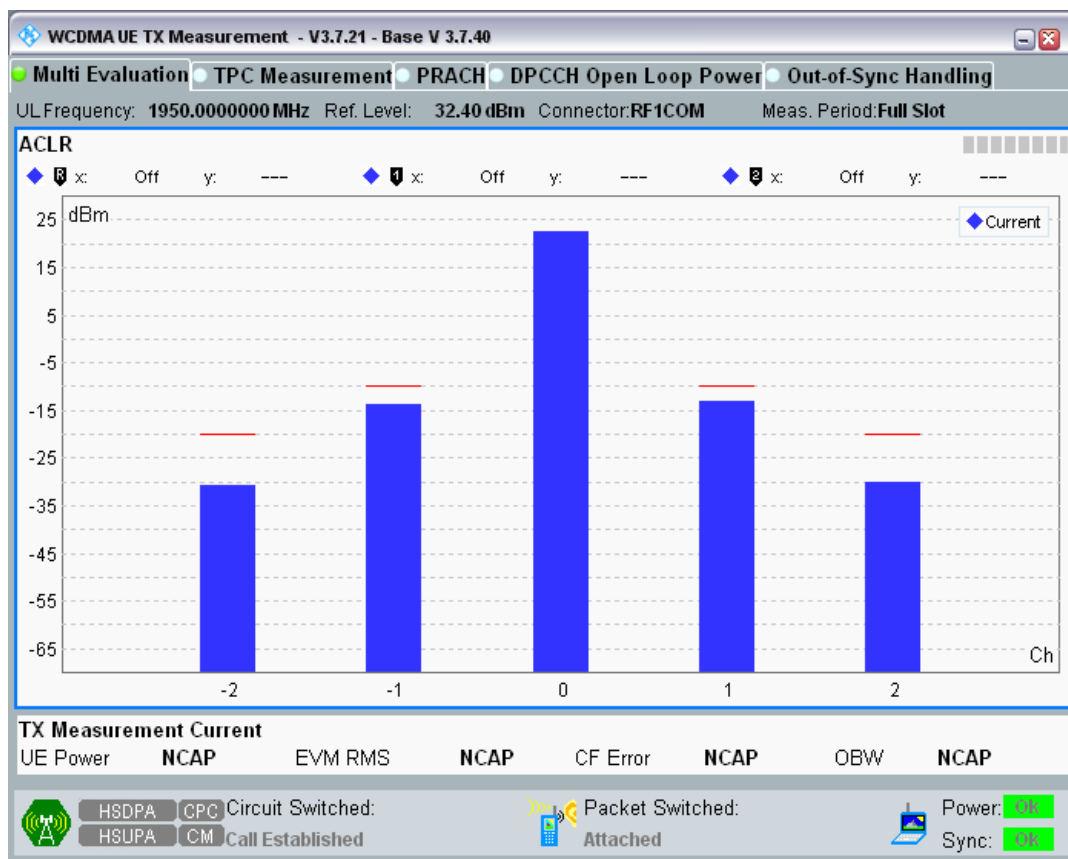 WCDMA UE TX Measurement - V3.7.21 - Base V 3.7.40
Multi Evaluation TPC Measurement PRACH DPCCH Open Loop Power Out-of-Sync Handling
UL Frequency: 1950.0000000 MHz Ref. Level: 32.40 dBm Connector:RF1COM Meas. Period:Full Slot
ACLR
R x: Off y: --- 1 x: Off y: --- 2 x: Off y: ---
dBm
Current
25
15
5
-5
-15
-25
-35
-45
-55
-65
Ch
-2 -1 0 1 2
TX Measurement Current
UE Power NCAP EVM RMS NCAP CF Error NCAP OBW NCAP
HSDPA CPC Circuit Switched: Packet Switched: Power: Ok
HSUPA CM Call Established Attached Sync: Ok